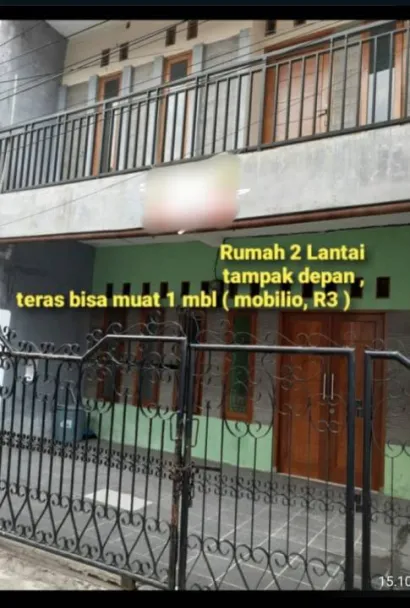 Rumah 2 Lantai
tampak depan ,
teras bisa muat 1 mbl ( mobilio, R3 )
15.10